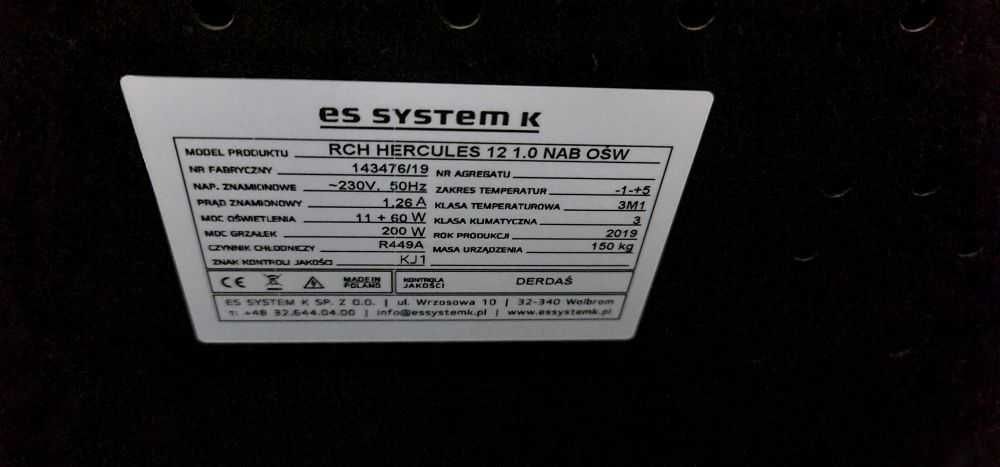 es system k
MODEL PRODUKTU RCH HERCULES 12 1.0 NAB OŚW
NR FABRYCZNY 143476/19 NR AGREGATU
NAP. ZNAMIONOWE ~230V, 50Hz ZAKRES TEMPERATUR -1-+5
PRĄD ZNAMIONOWY 1,26 A KLASA TEMPERATUROWA 3M1
MOC OŚWIETLENIA 11 + 60 W KLASA KLIMATYCZNA 3
MOC GRZAŁEK 200 W ROK PRODUKCJI 2019
CZYNNIK CHŁODNICZY R449A MASA URZĄDZENIA 150 kg
ZNAK KONTROLI JAKOŚCI KJ1
CE MADE IN POLAND KONTROLA JAKOŚCI DERDAŚ
ES SYSTEM K SP. Z O.O. | ul. Wrzosowa 10 | 32-340 Wolbrom
T: +48 32.644.04.00 | info@essystemk.pl | www.essystemk.pl